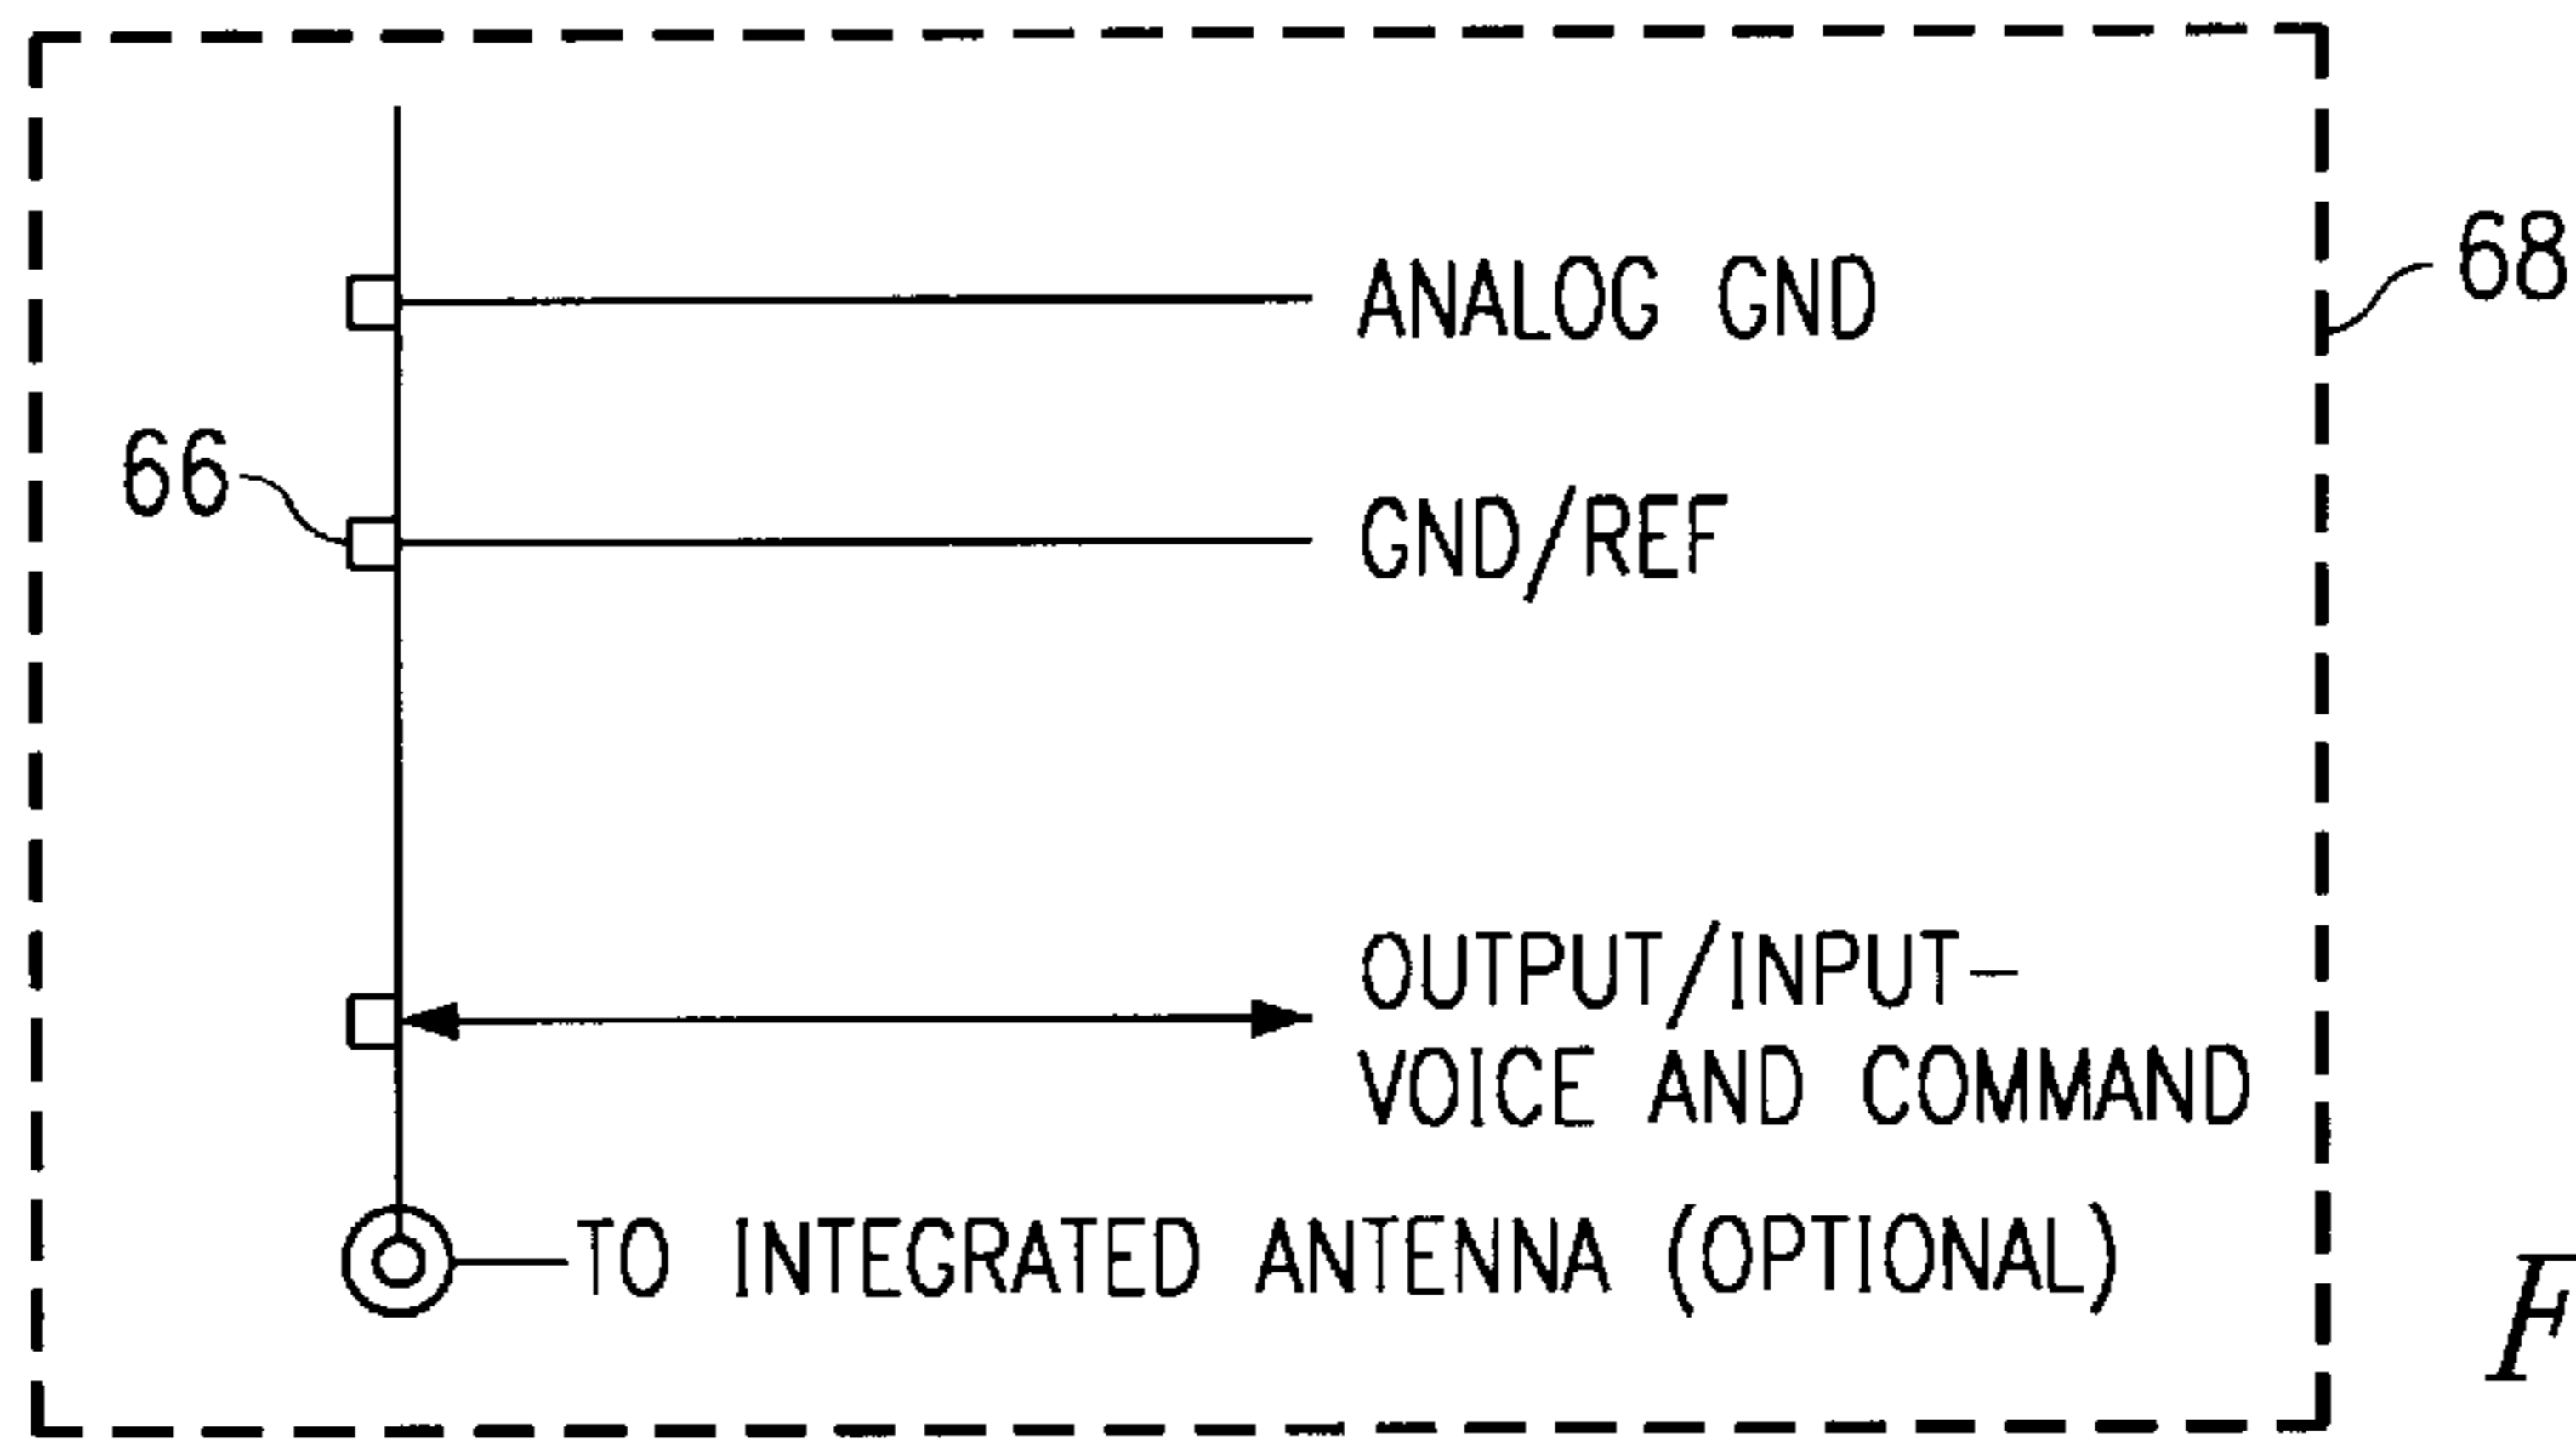 ANALOG GND
68
66
GND/REF
OUTPUT/INPUT-
VOICE AND COMMAND
TO INTEGRATED ANTENNA (OPTIONAL)
F